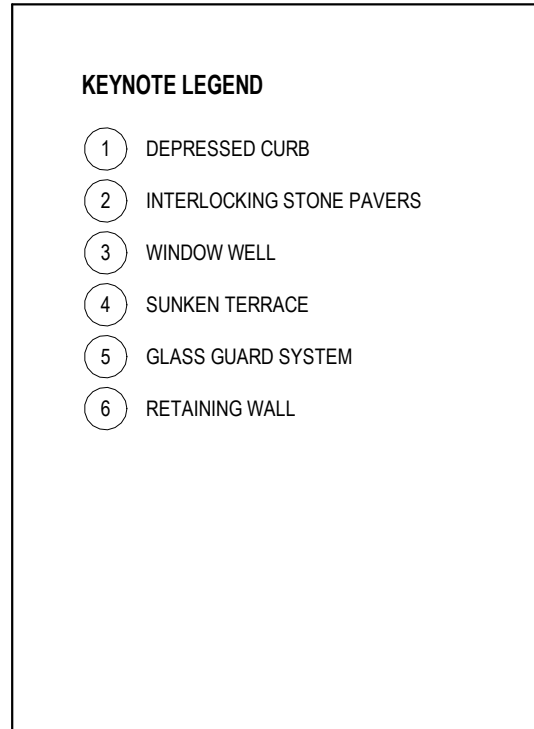 KEYNOTE LEGEND
1 DEPRESSED CURB
2 INTERLOCKING STONE PAVERS
3 WINDOW WELL
4 SUNKEN TERRACE
5 GLASS GUARD SYSTEM
6 RETAINING WALL